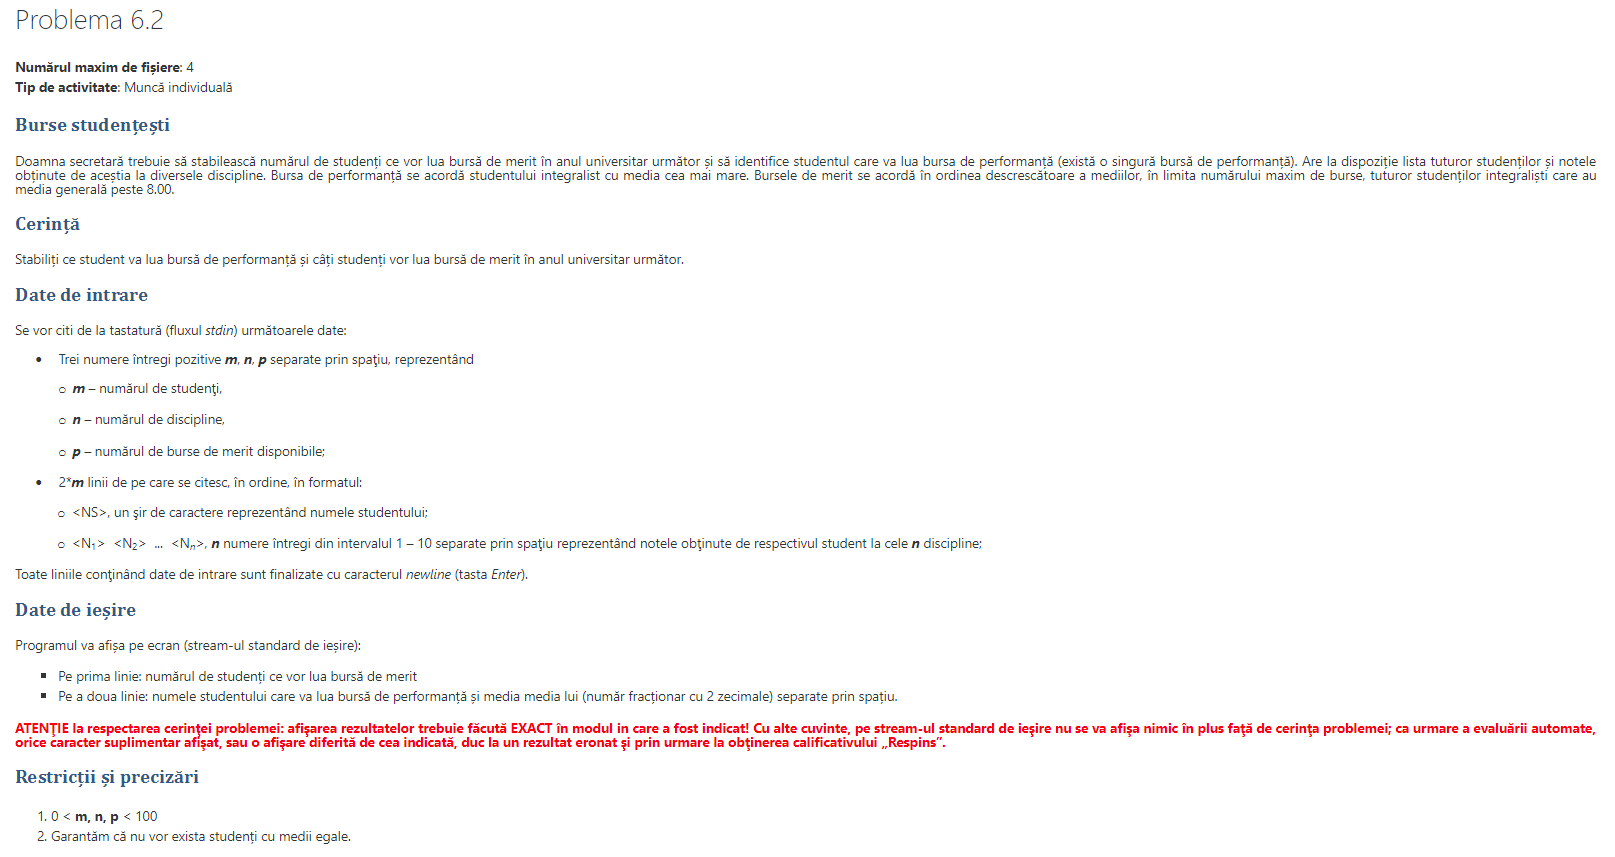 Problema 6.2
Numărul maxim de fișiere: 4
Tip de activitate: Muncă individuală
Burse studențești
Doamna secretară trebuie să stabilească numărul de studenți ce vor lua bursă de merit în anul universitar următor și să identifice studentul care va lua bursa de performanță (există o singură bursă de performanță). Are la dispoziție lista tuturor studenților și notele
obținute de aceștia la diversele discipline. Bursa de performanță se acordă studentului integralist cu media cea mai mare. Bursele de merit se acordă în ordinea descrescătoare a mediilor, în limita numărului maxim de burse, tuturor studenților integraliști care au
media generală peste 8.00.
Cerință
Stabiliți ce student va lua bursă de performanță și câți studenți vor lua bursă de merit în anul universitar următor.
Date de intrare
Se vor citi de la tastatură (fluxul stdin) următoarele date:
• Trei numere întregi pozitive m, n, p separate prin spaţiu, reprezentând
o m – numărul de studenţi,
o n – numărul de discipline,
o p – numărul de burse de merit disponibile;
• 2*m linii de pe care se citesc, în ordine, în formatul:
o <NS>, un şir de caractere reprezentând numele studentului;
o <N₁> <N₂> ... <Nₙ>, n numere întregi din intervalul 1 – 10 separate prin spaţiu reprezentând notele obţinute de respectivul student la cele n discipline;
Toate liniile conţinând date de intrare sunt finalizate cu caracterul newline (tasta Enter).
Date de ieșire
Programul va afișa pe ecran (stream-ul standard de ieșire):
▪ Pe prima linie: numărul de studenți ce vor lua bursă de merit
▪ Pe a doua linie: numele studentului care va lua bursă de performanță și media media lui (număr fracționar cu 2 zecimale) separate prin spațiu.
ATENŢIE la respectarea cerinţei problemei: afişarea rezultatelor trebuie făcută EXACT în modul in care a fost indicat! Cu alte cuvinte, pe stream-ul standard de ieşire nu se va afişa nimic în plus faţă de cerinţa problemei; ca urmare a evaluării automate,
orice caracter suplimentar afişat, sau o afişare diferită de cea indicată, duc la un rezultat eronat şi prin urmare la obţinerea calificativului „Respins”.
Restricții și precizări
1. 0 < m, n, p < 100
2. Garantăm că nu vor exista studenți cu medii egale.